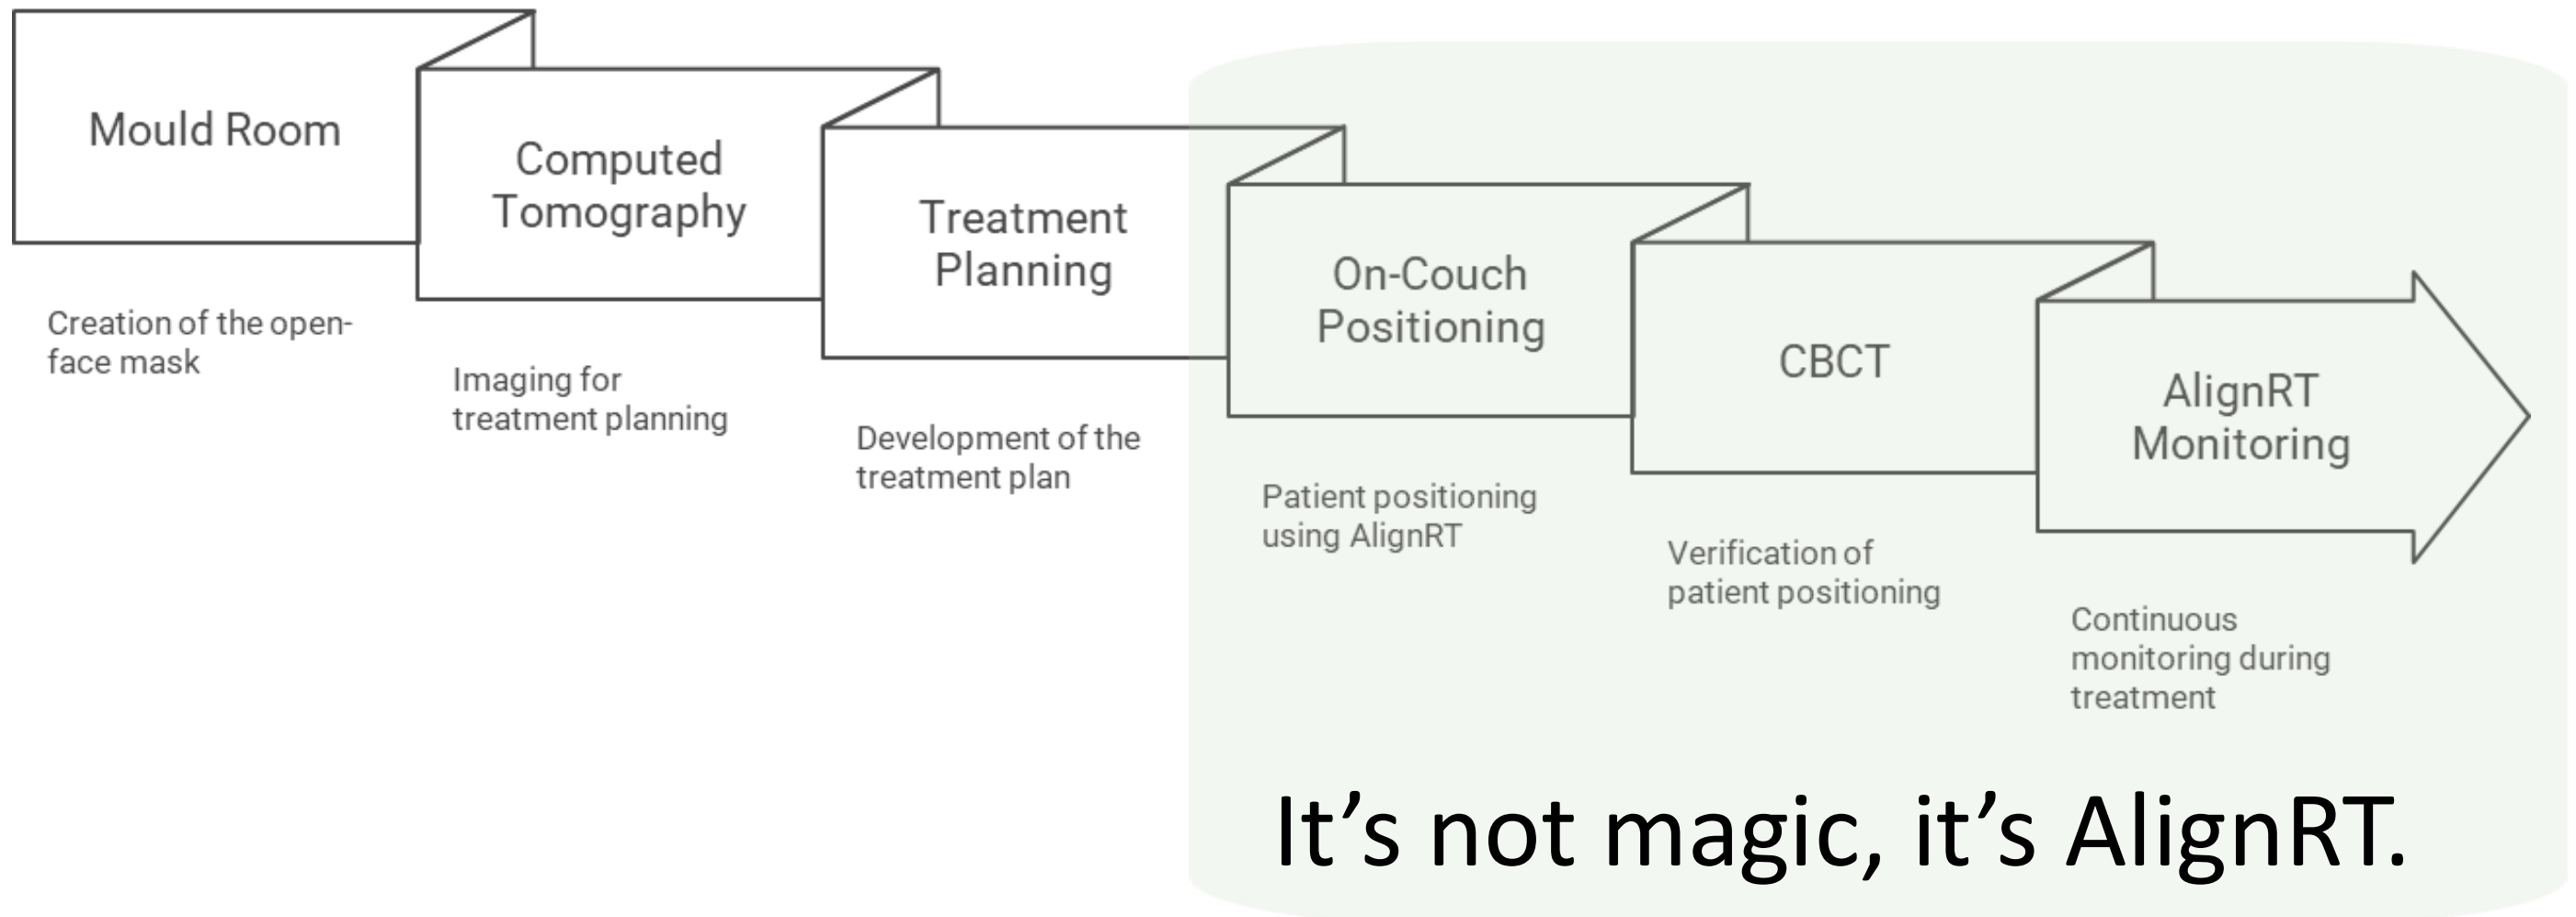 Mould Room
Creation of the open-
face mask
Computed
Tomography
Imaging for
treatment planning
Treatment
Planning
Development of the
treatment plan
On-Couch
Positioning
Patient positioning
using AlignRT
CBCT
Verification of
patient positioning
AlignRT
Monitoring
Continuous
monitoring during
treatment
It’s not magic, it’s AlignRT.